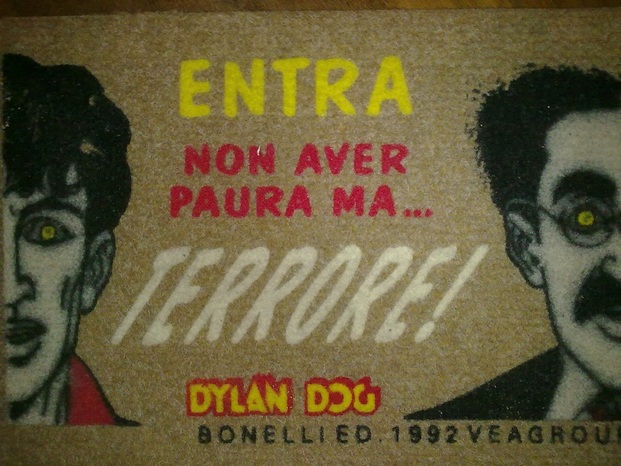 ENTRA
NON AVER
PAURA MA...
TERRORE!
DYLAN DOG
BONELLI ED. 1992 VEAGROU